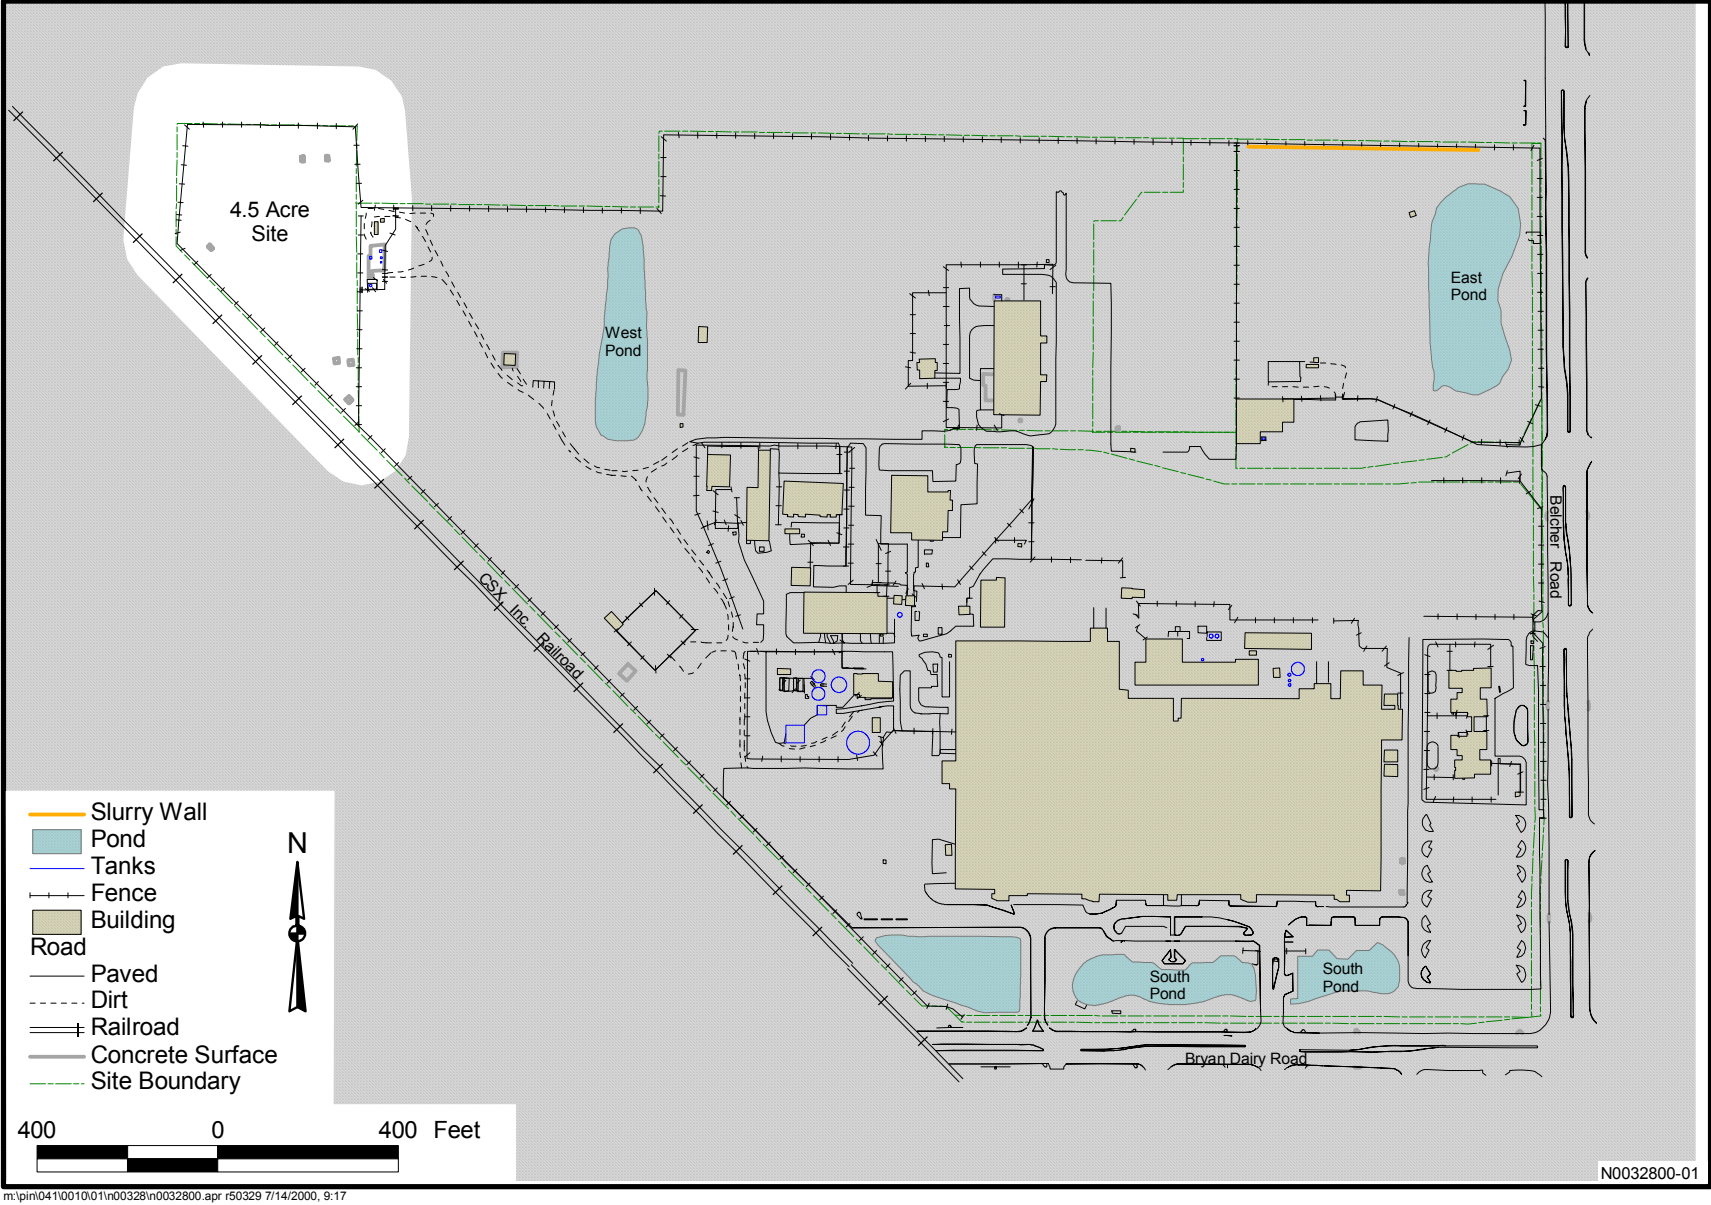 4.5 Acre
Site
West
Pond
East
Pond
Belcher Road
CSX, Inc. Railroad
Slurry Wall
Pond
Tanks
Fence
Building
Road
Paved
Dirt
Railroad
Concrete Surface
Site Boundary
N
South
Pond
South
Pond
Bryan Dairy Road
400 0 400 Feet
N0032800-01
m:\pin\041\0010\01\n00328\n0032800.apr r50329 7/14/2000, 9:17